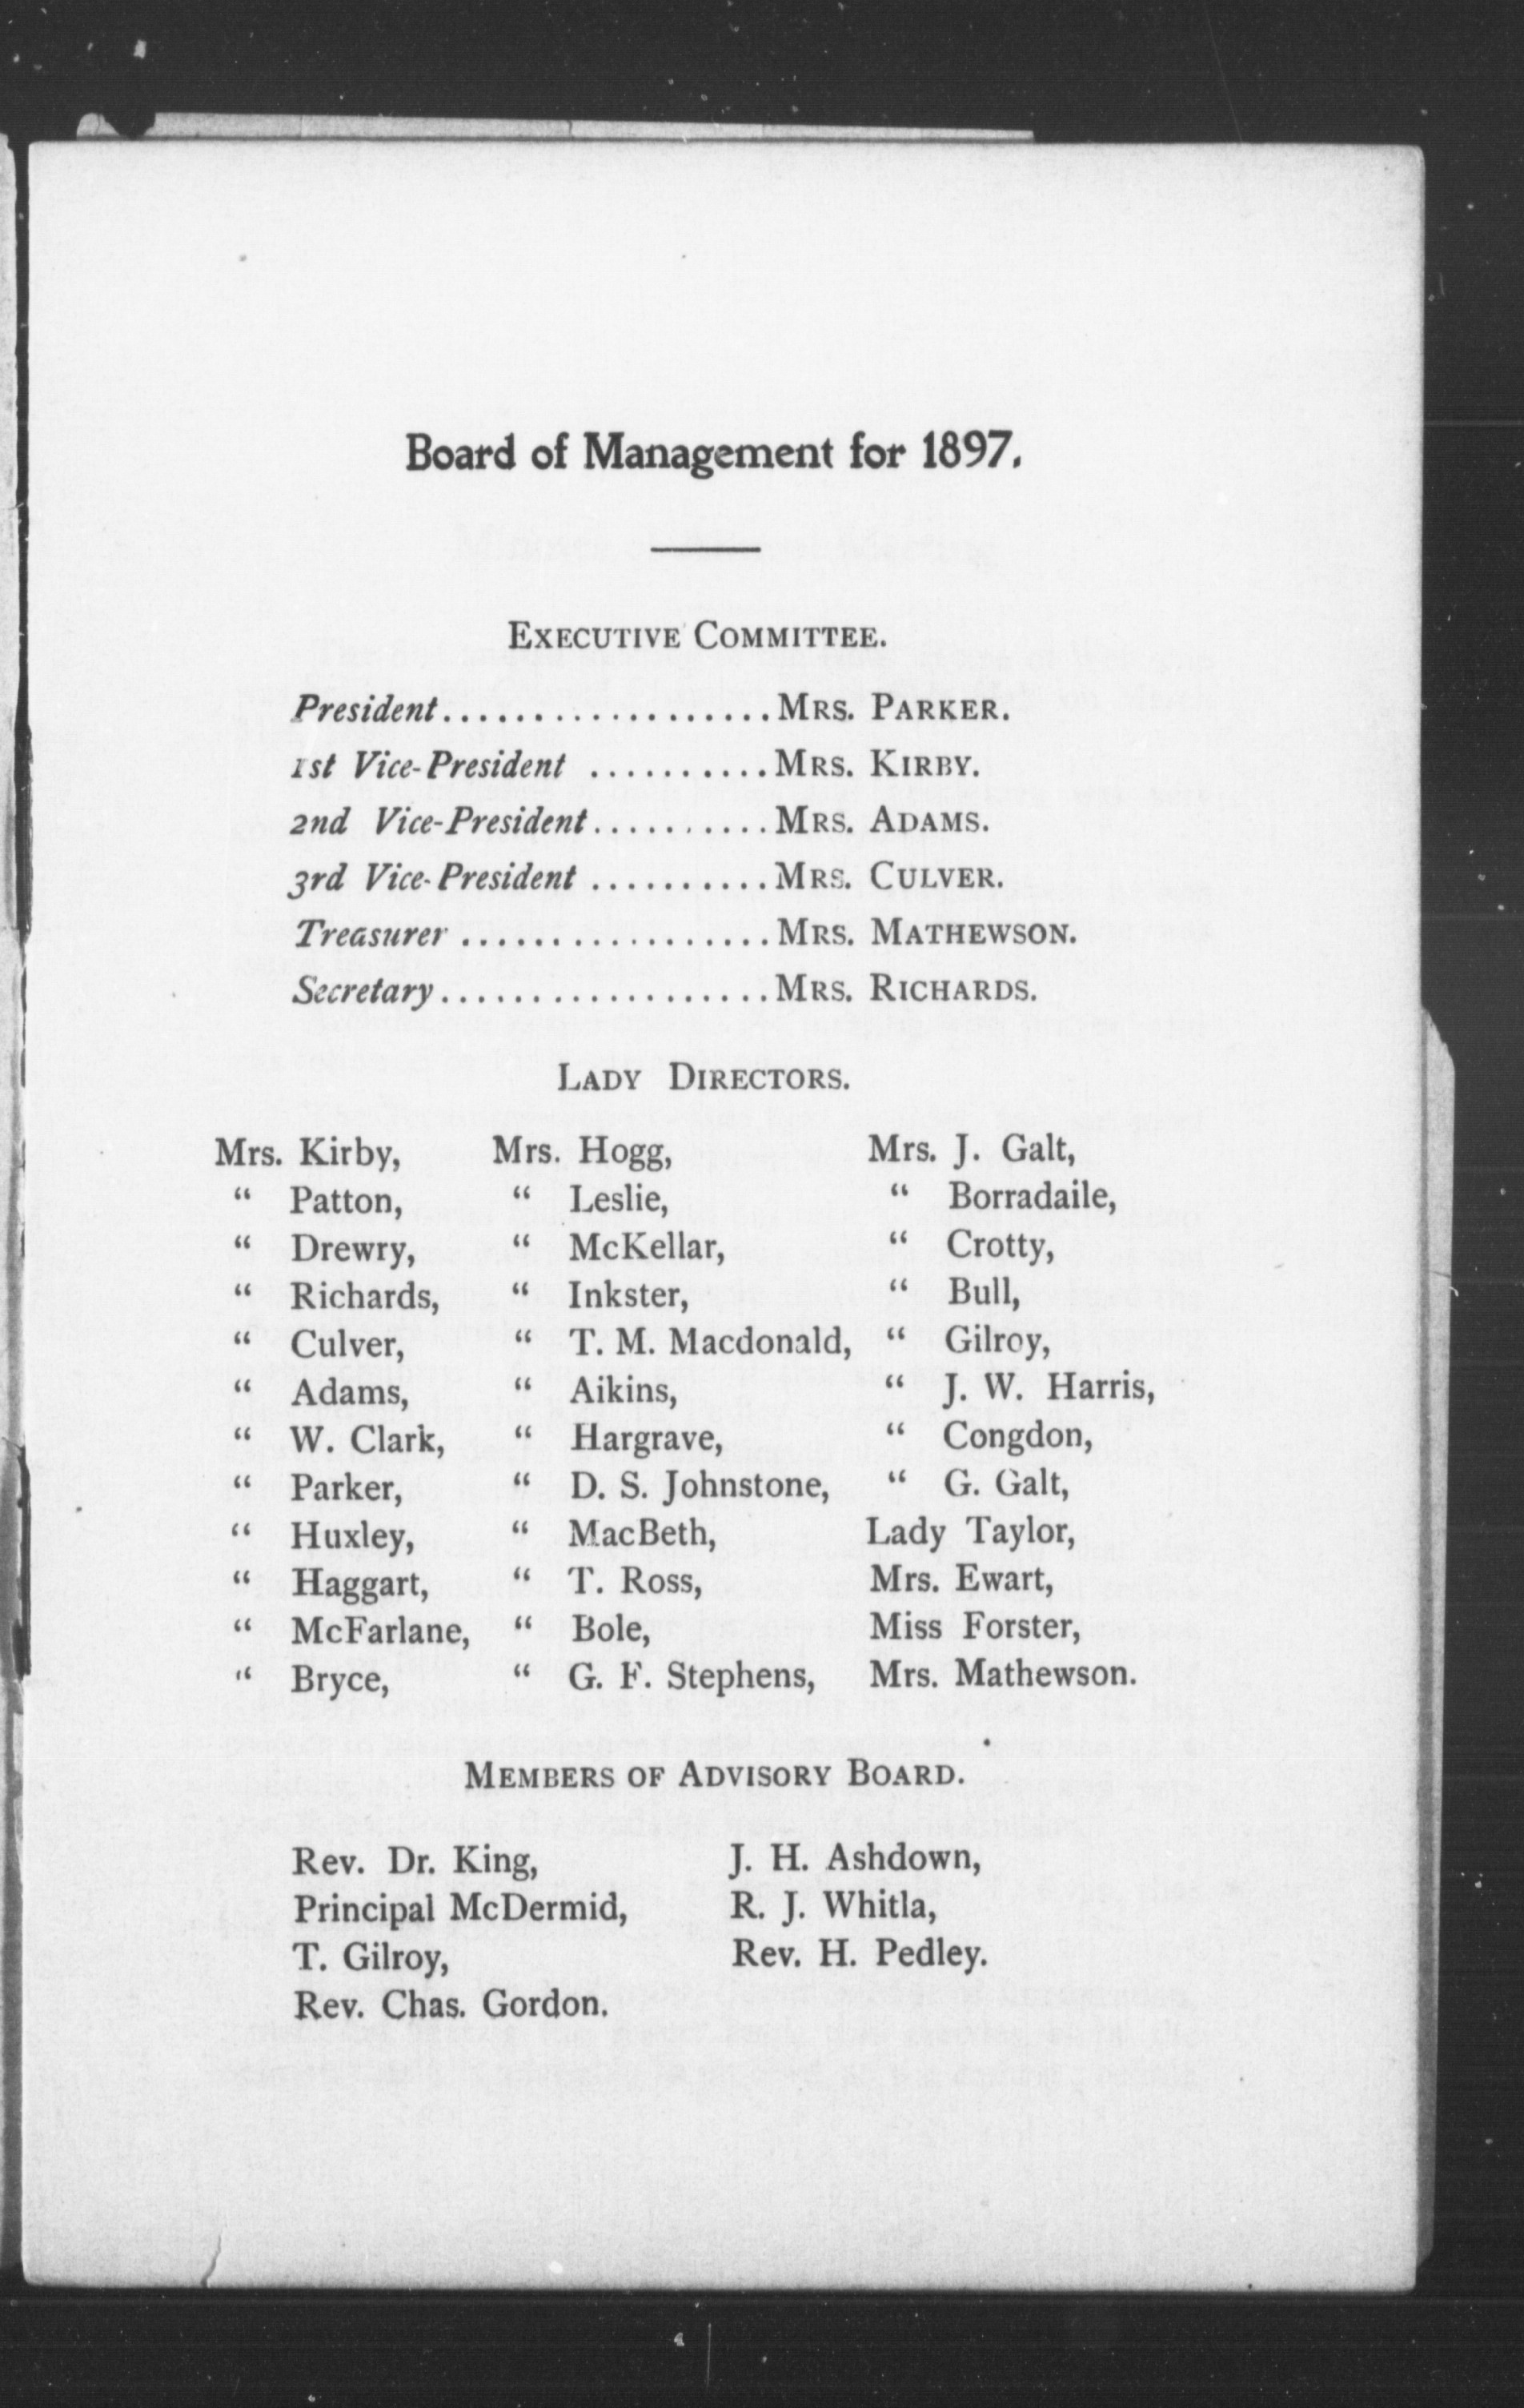 Board of Management for 1897.
EXECUTIVE COMMITTEE.
President..................MRS. PARKER.
1st Vice-President ..........MRS. KIRBY.
2nd Vice-President..........MRS. ADAMS.
3rd Vice-President ..........MRS. CULVER.
Treasurer .................MRS. MATHEWSON.
Secretary..................MRS. RICHARDS.
LADY DIRECTORS.
Mrs. Kirby, Mrs. Hogg, Mrs. J. Galt,
" Patton, " Leslie, " Borradaile,
" Drewry, " McKellar, " Crotty,
" Richards, " Inkster, " Bull,
" Culver, " T. M. Macdonald, " Gilroy,
" Adams, " Aikins, " J. W. Harris,
" W. Clark, " Hargrave, " Congdon,
" Parker, " D. S. Johnstone, " G. Galt,
" Huxley, " MacBeth, Lady Taylor,
" Haggart, " T. Ross, Mrs. Ewart,
" McFarlane, " Bole, Miss Forster,
" Bryce, " G. F. Stephens, Mrs. Mathewson.
MEMBERS OF ADVISORY BOARD.
Rev. Dr. King, J. H. Ashdown,
Principal McDermid, R. J. Whitla,
T. Gilroy, Rev. H. Pedley.
Rev. Chas. Gordon.